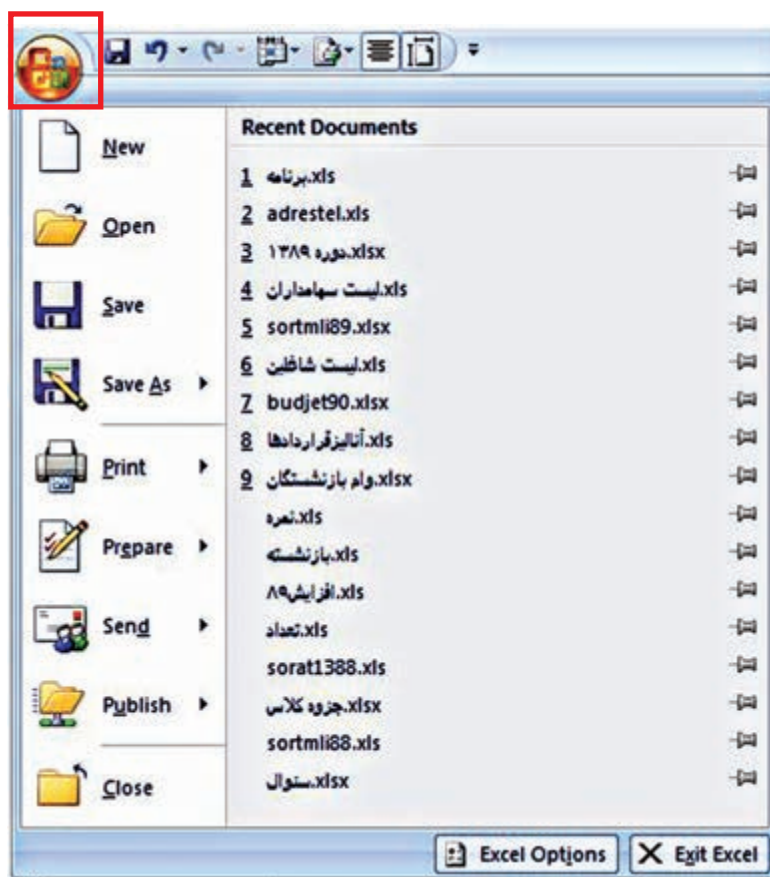 New
Open
Save
Save As
Print
Prepare
Send
Publish
Close
Recent Documents
1 برنامه.xls
2 adrestel.xls
3 دوره ۱۳۸۹.xlsx
4 لیست سهامداران.xls
5 sortmli89.xlsx
6 لیست شاغلین.xls
7 budjet90.xlsx
8 آنالیزقراردادها.xls
9 وام بازنشستگان.xlsx
نمره.xls
بازنشسته.xls
افزایش۸۹.xls
تعداد.xls
sorat1388.xls
جزوه کلاس.xlsx
sortmli88.xls
سئوال.xlsx
Excel Options
Exit Excel